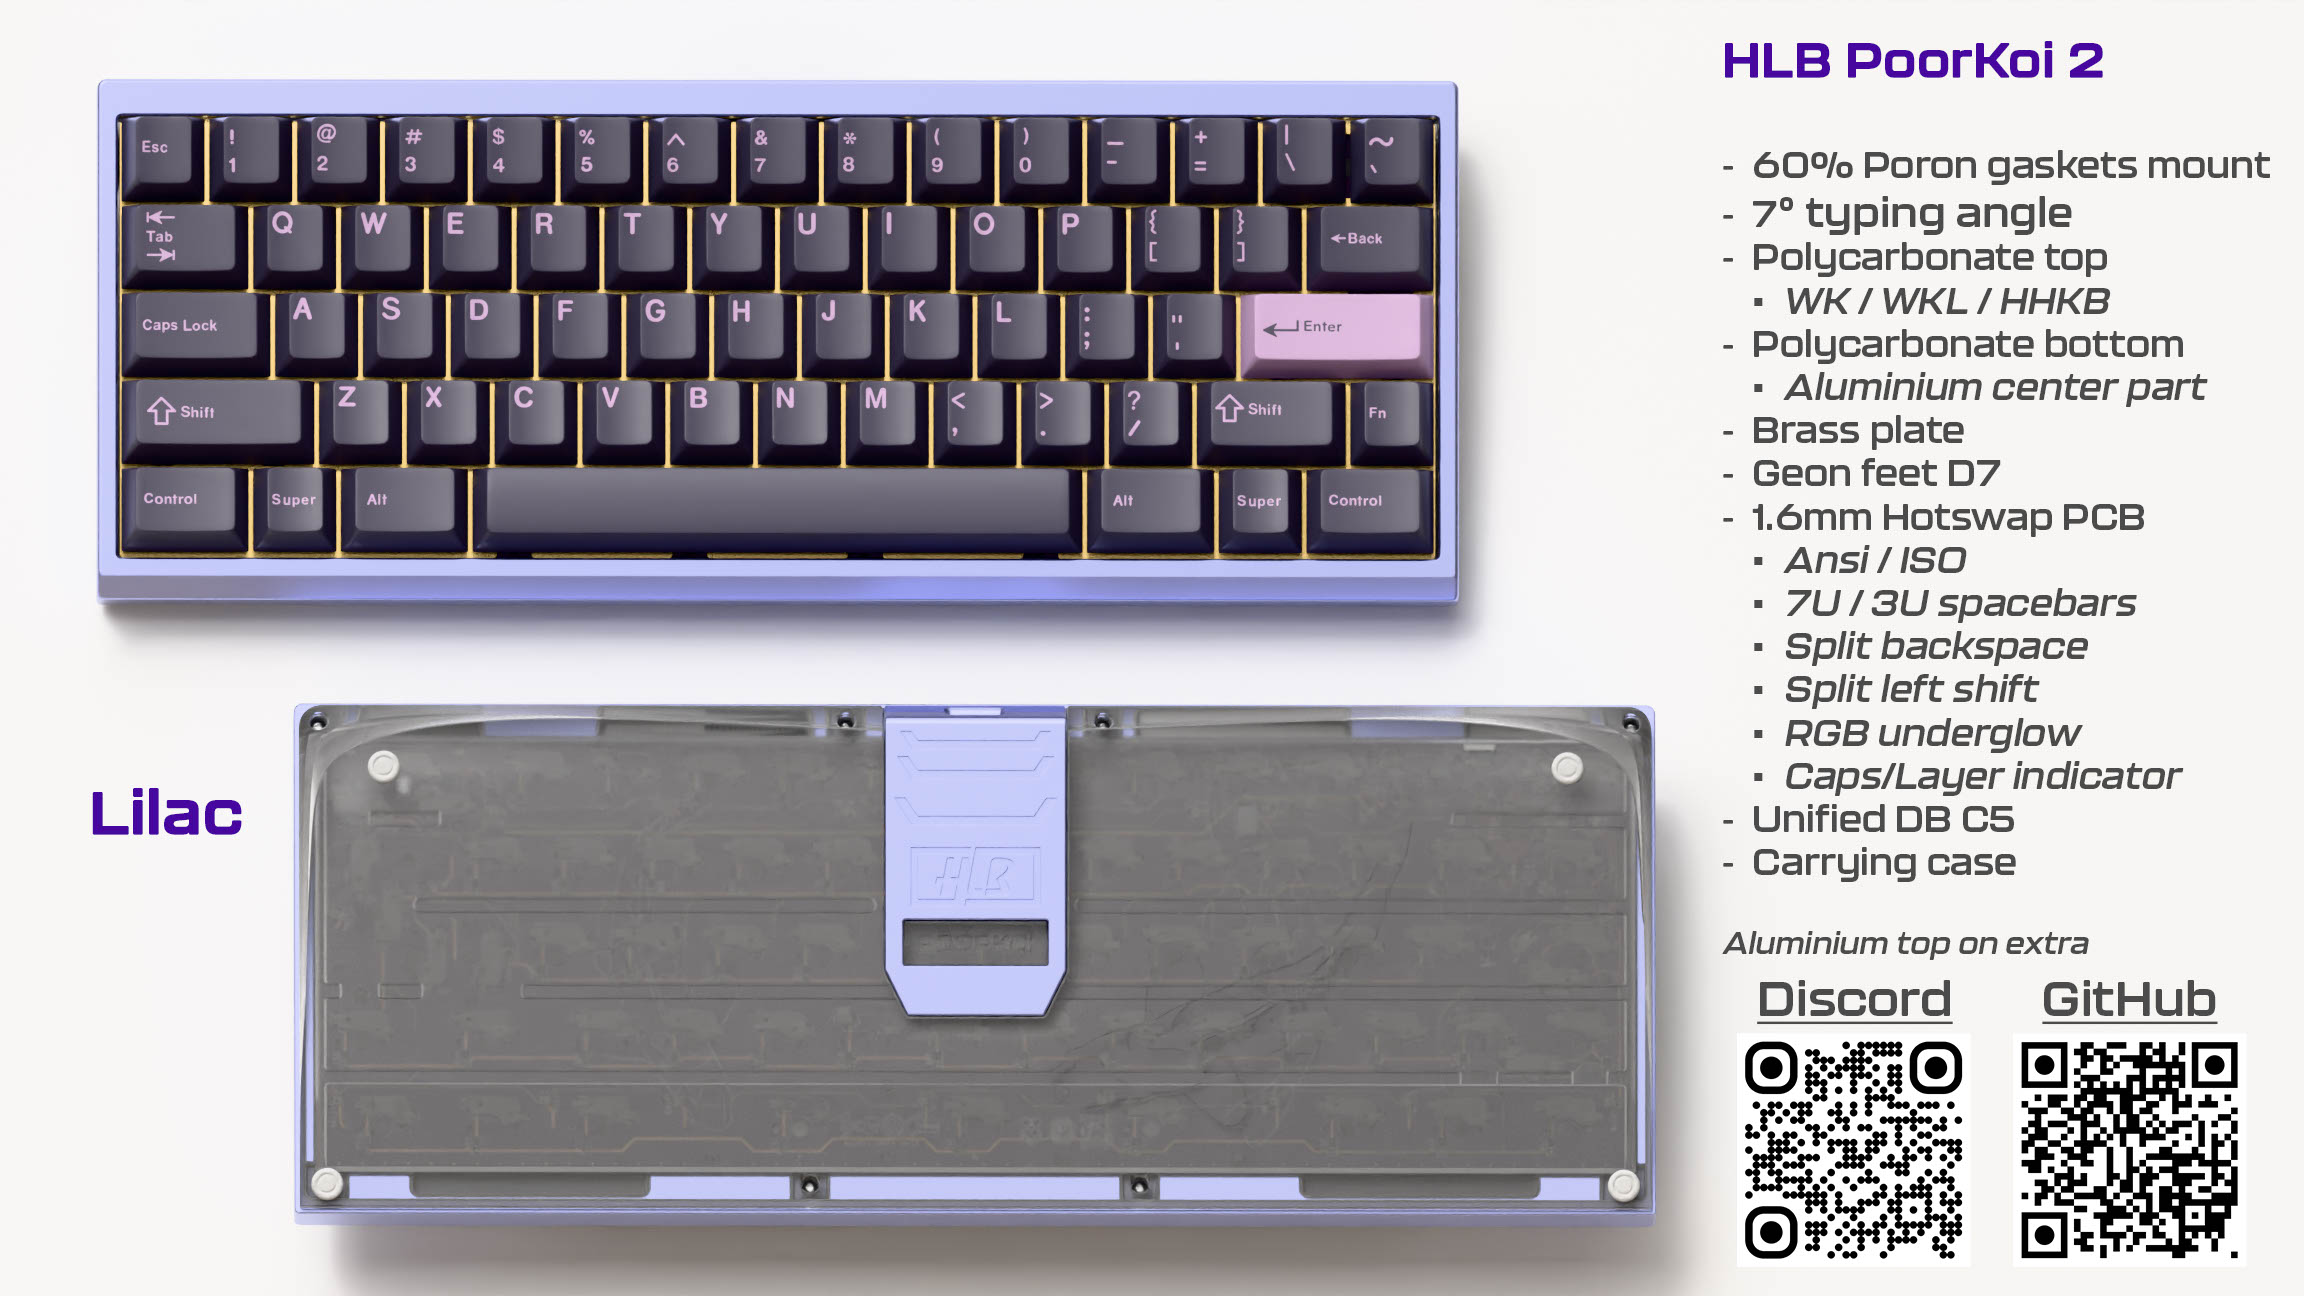 HLB PoorKoi 2
- 60% Poron gaskets mount
- 7° typing angle
- Polycarbonate top
▪ WK / WKL / HHKB
- Polycarbonate bottom
▪ Aluminium center part
- Brass plate
- Geon feet D7
- 1.6mm Hotswap PCB
▪ Ansi / ISO
▪ 7U / 3U spacebars
▪ Split backspace
▪ Split left shift
▪ RGB underglow
▪ Caps/Layer indicator
- Unified DB C5
- Carrying case
Aluminium top on extra
Discord GitHub
Lilac
Esc ! 1 @ 2 # 3 $ 4 % 5 ^ 6 & 7 * 8 ( 9 ) 0 _ - + = | \ ~ `
Tab Q W E R T Y U I O P { [ } ] ←Back
Caps Lock A S D F G H J K L : ; " ' Enter
Shift Z X C V B N M < , > . ? / Shift Fn
Control Super Alt Alt Super Control
HLB